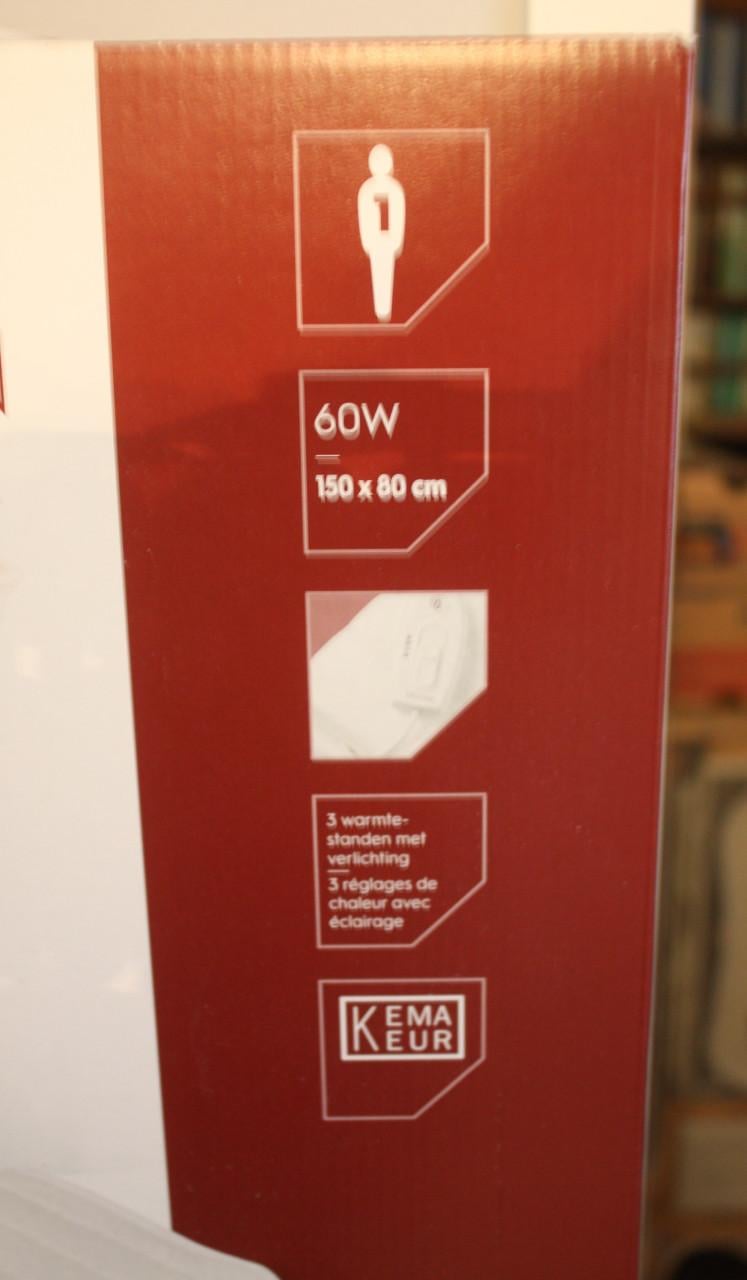 1
60W
150 x 80 cm
3 warmte-
standen met
verlichting
3 réglages de
chaleur avec
éclairage
KEMA
KEUR